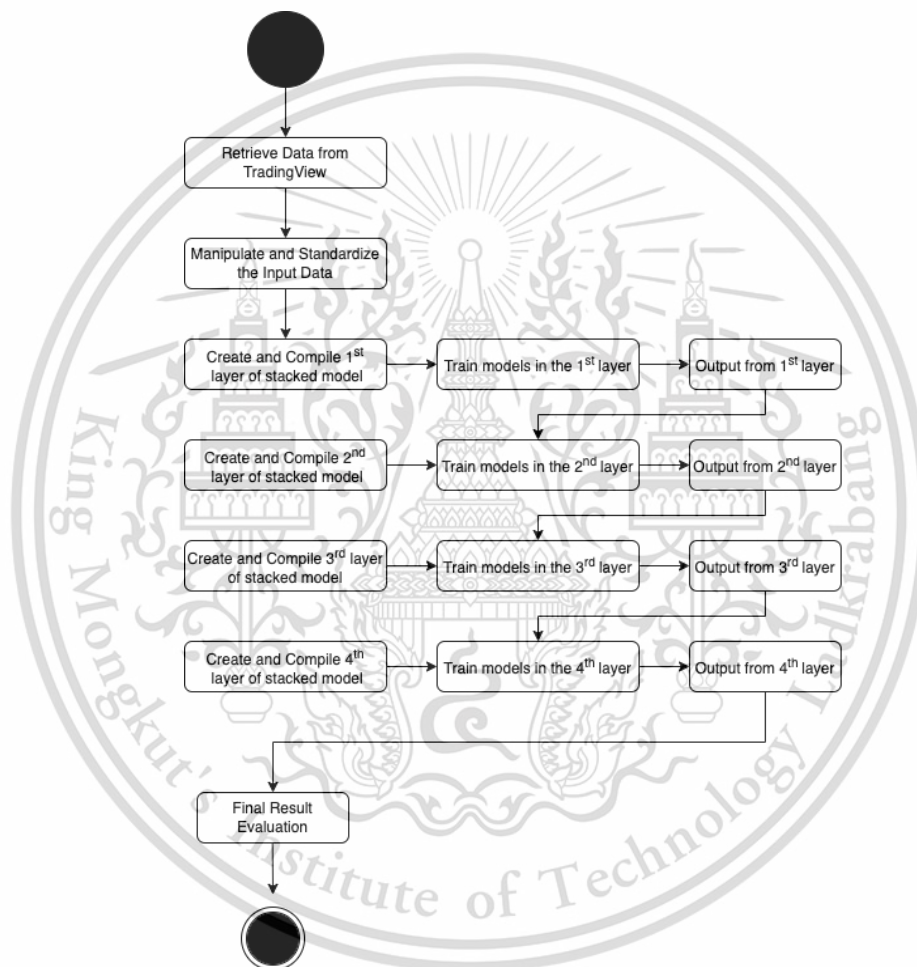 Retrieve Data from
TradingView
Manipulate and Standardize
the Input Data
Create and Compile 1st
layer of stacked model
Train models in the 1st layer
Output from 1st layer
Create and Compile 2nd
layer of stacked model
Train models in the 2nd layer
Output from 2nd layer
Create and Compile 3rd layer
of stacked model
Train models in the 3rd layer
Output from 3rd layer
Create and Compile 4th
layer of stacked model
Train models in the 4th layer
Output from 4th layer
Final Result
Evaluation
King Mongkut's Institute of Technology Ladkrabang